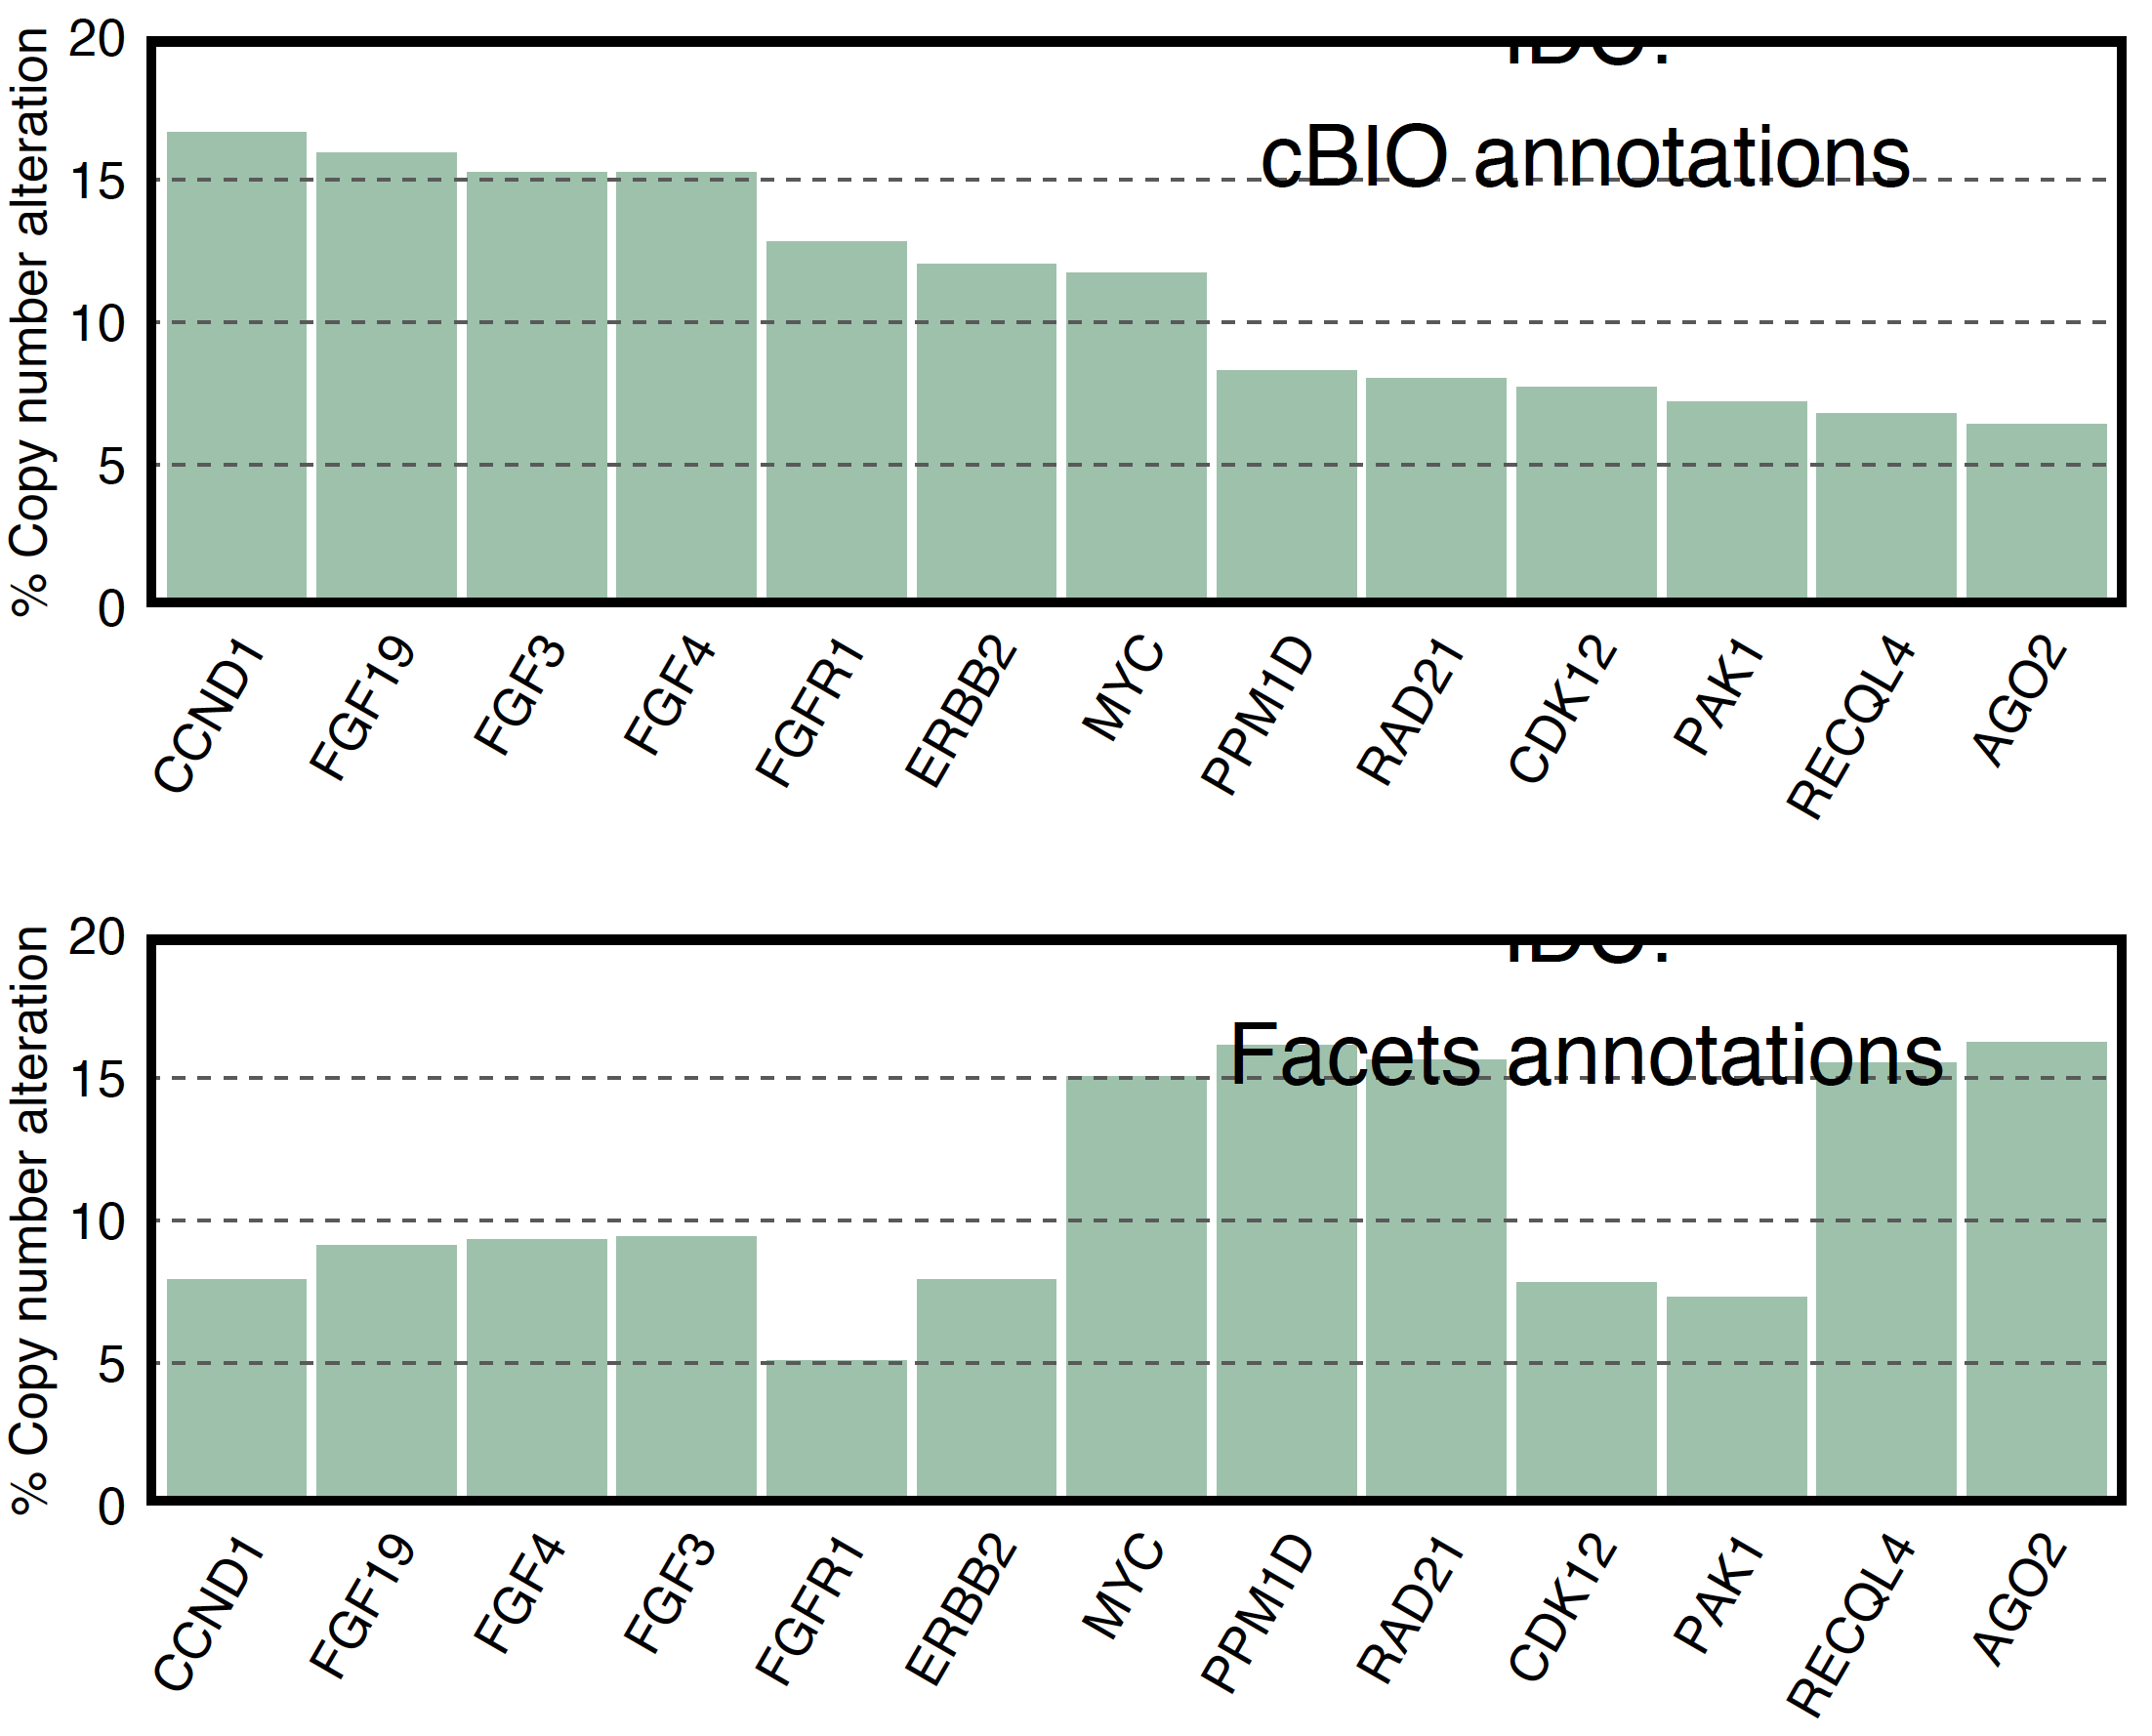 % Copy number alteration
20
15
10
5
0
cBIO annotations
CCND1
FGF19
FGF3
FGF4
FGFR1
ERBB2
MYC
PPM1D
RAD21
CDK12
PAK1
RECQL4
AGO2
% Copy number alteration
20
15
10
5
0
Facets annotations
CCND1
FGF19
FGF4
FGF3
FGFR1
ERBB2
MYC
PPM1D
RAD21
CDK12
PAK1
RECQL4
AGO2